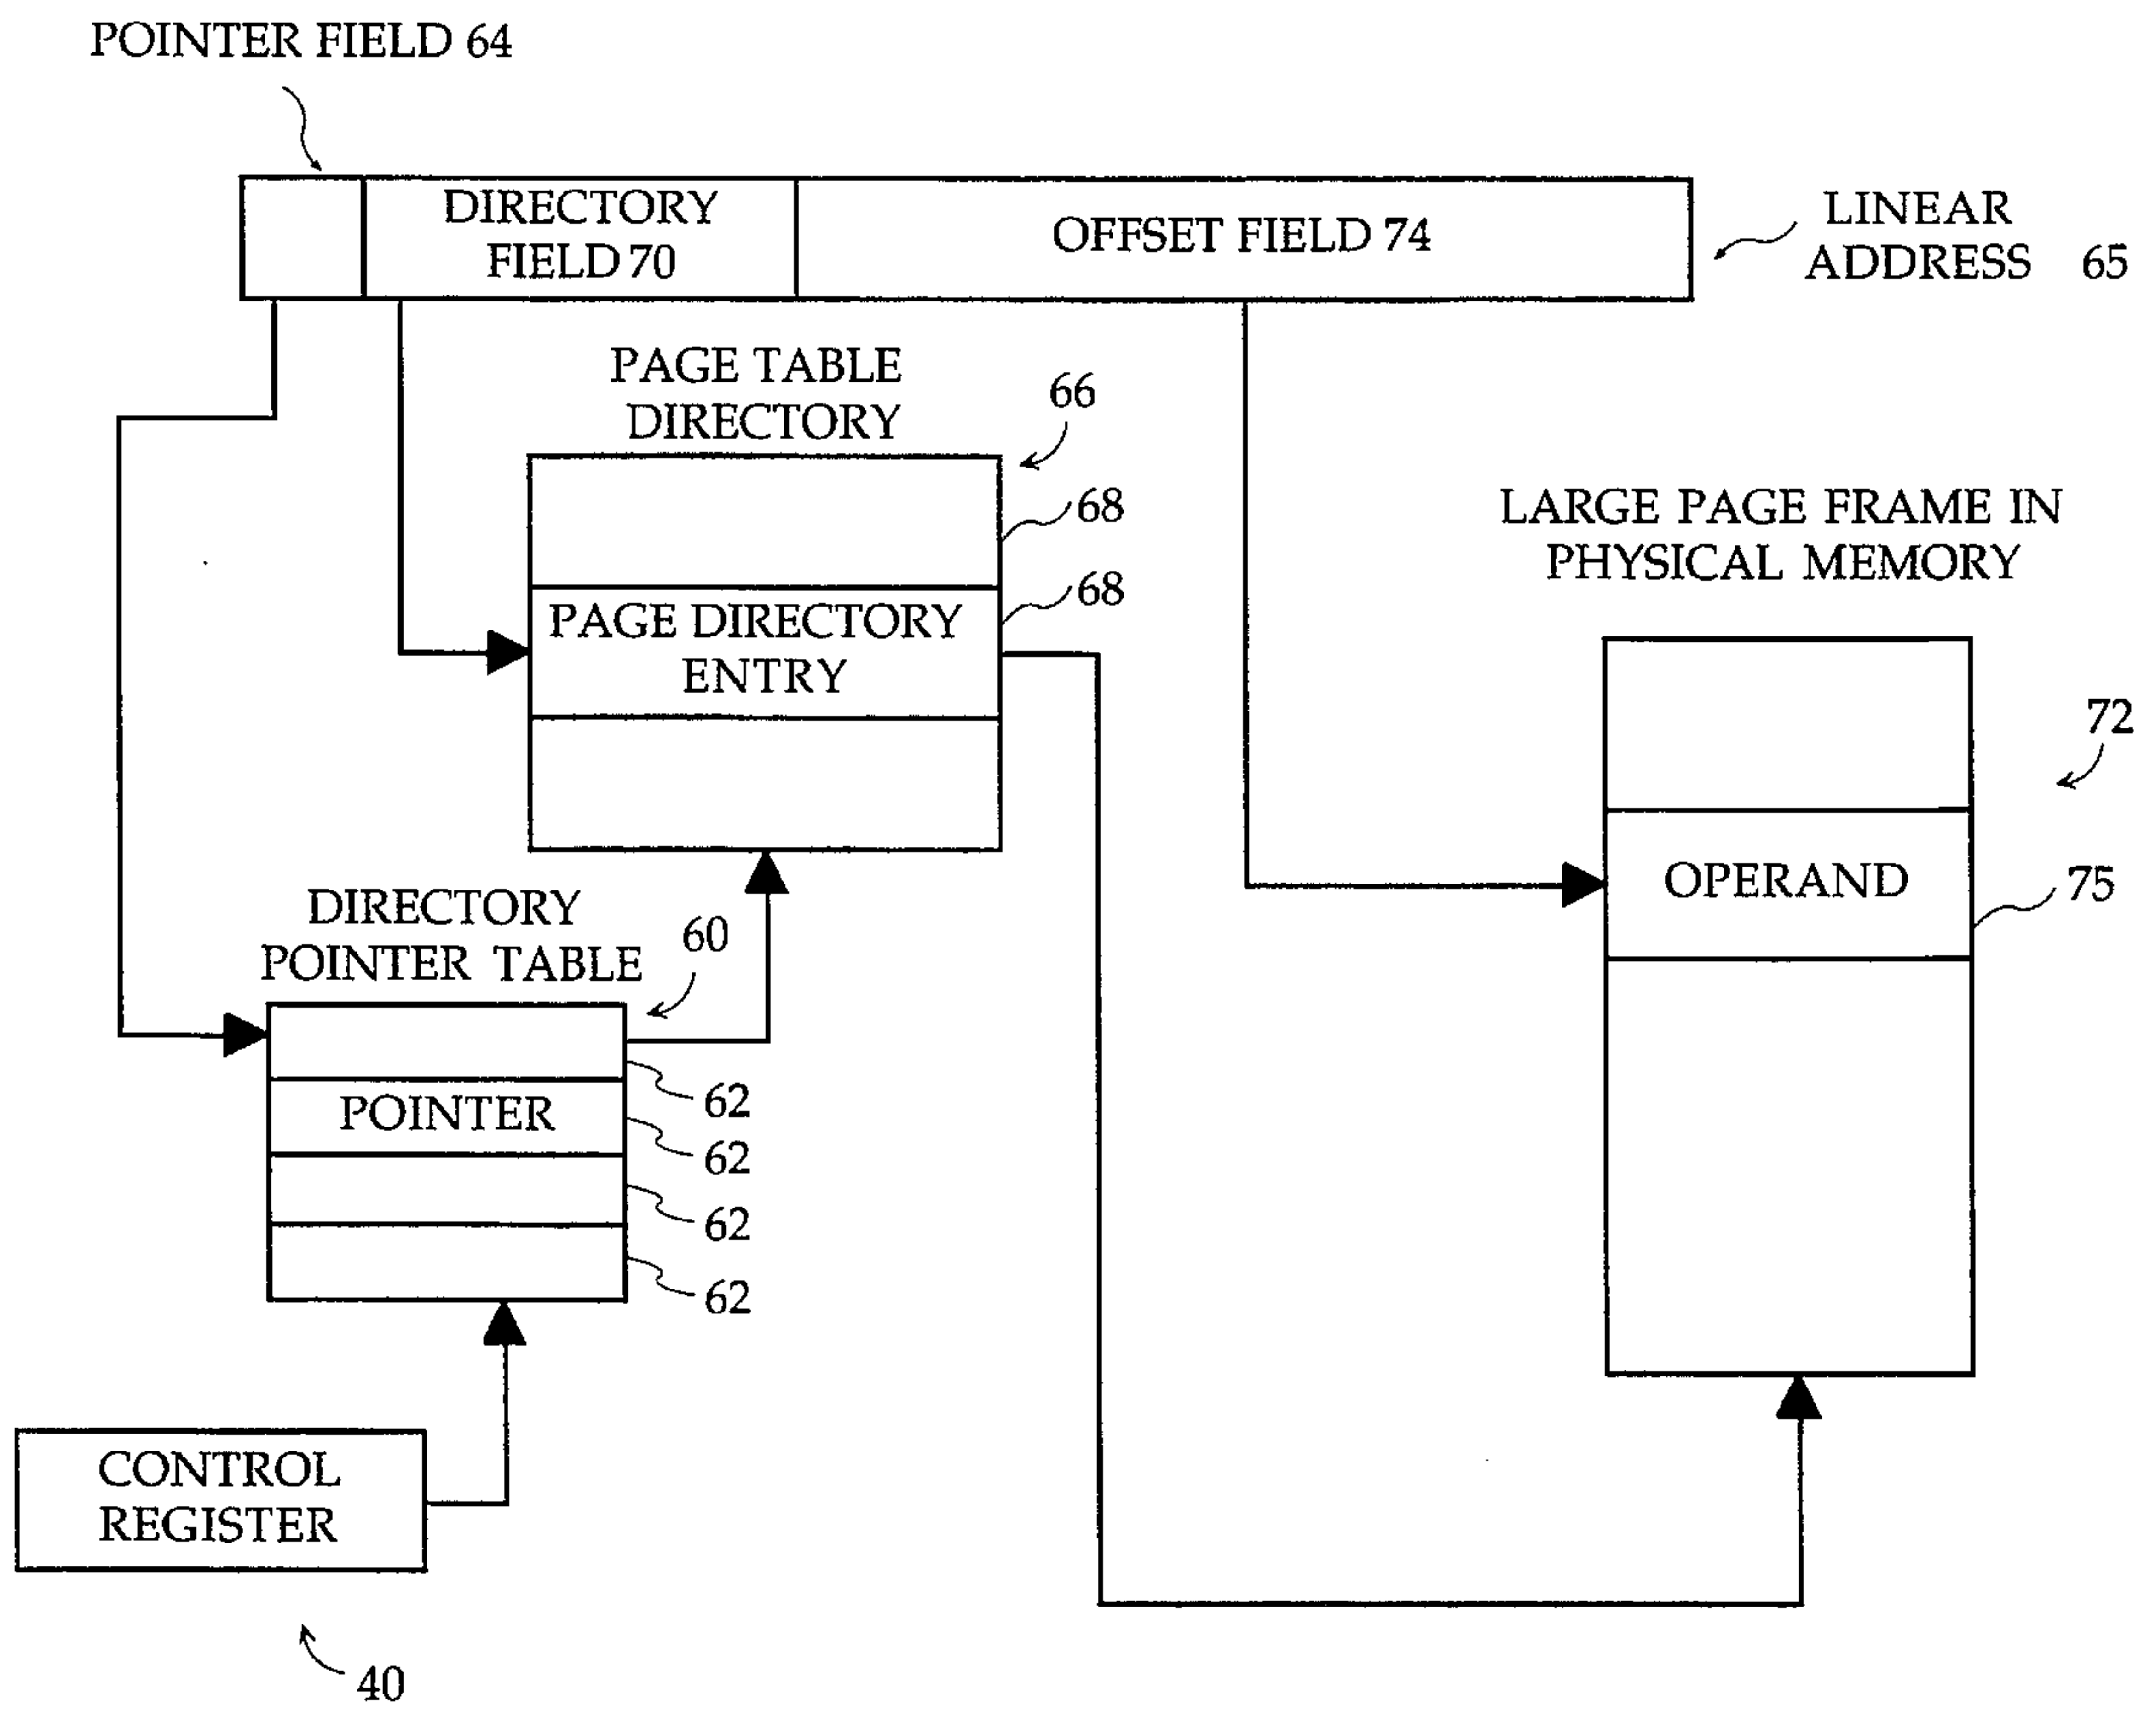 POINTER FIELD 64
DIRECTORY
FIELD 70
OFFSET FIELD 74
LINEAR
ADDRESS 65
PAGE TABLE
DIRECTORY
66
68
68
PAGE DIRECTORY
ENTRY
LARGE PAGE FRAME IN
PHYSICAL MEMORY
72
OPERAND
75
DIRECTORY
POINTER TABLE
60
62
POINTER
62
62
62
CONTROL
REGISTER
40